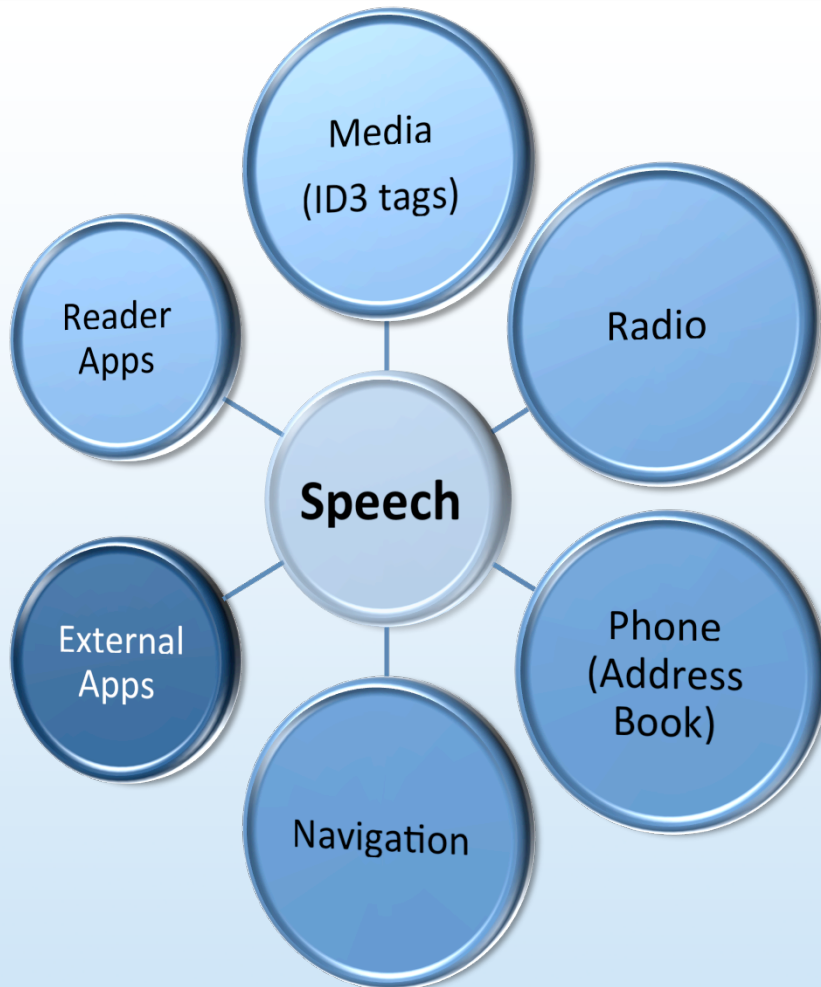 Media
(ID3 tags)
Radio
Reader
Apps
Speech
External
Apps
Phone
(Address
Book)
Navigation